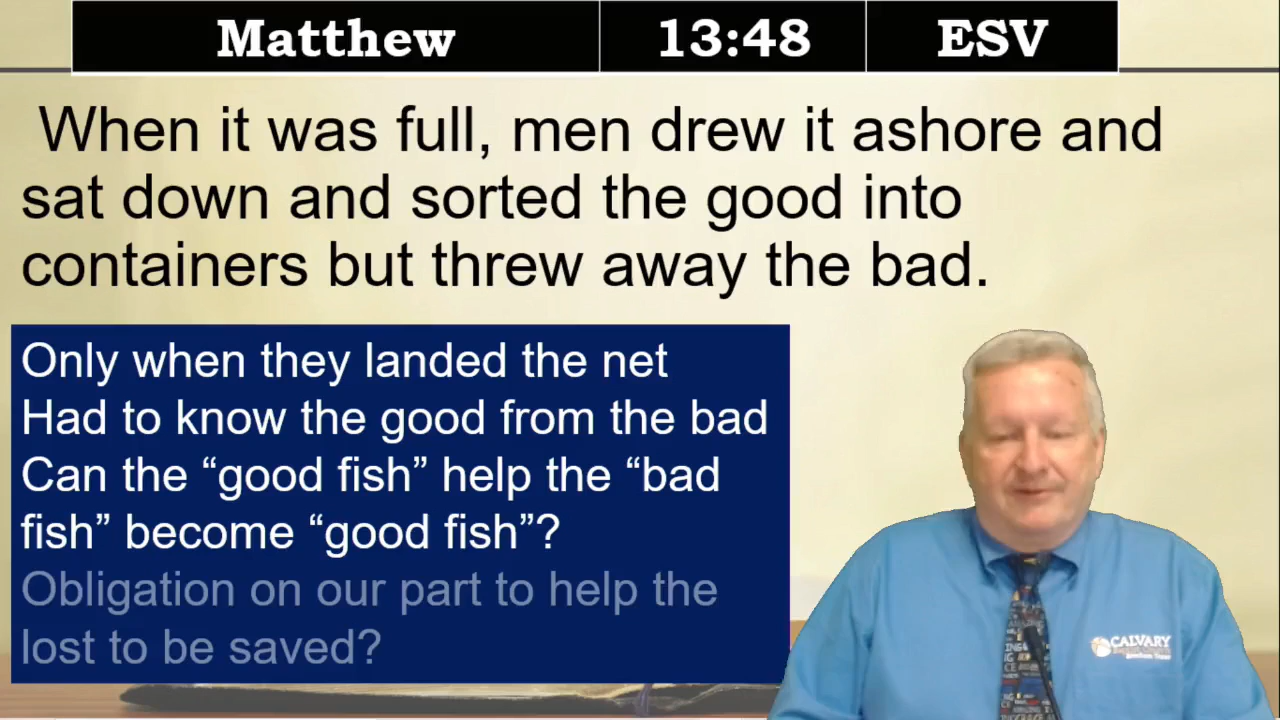 Matthew 13:48 ESV
When it was full, men drew it ashore and
sat down and sorted the good into
containers but threw away the bad.
Only when they landed the net
Had to know the good from the bad
Can the “good fish” help the “bad
fish” become “good fish”?
Obligation on our part to help the
lost to be saved?
CALVARY